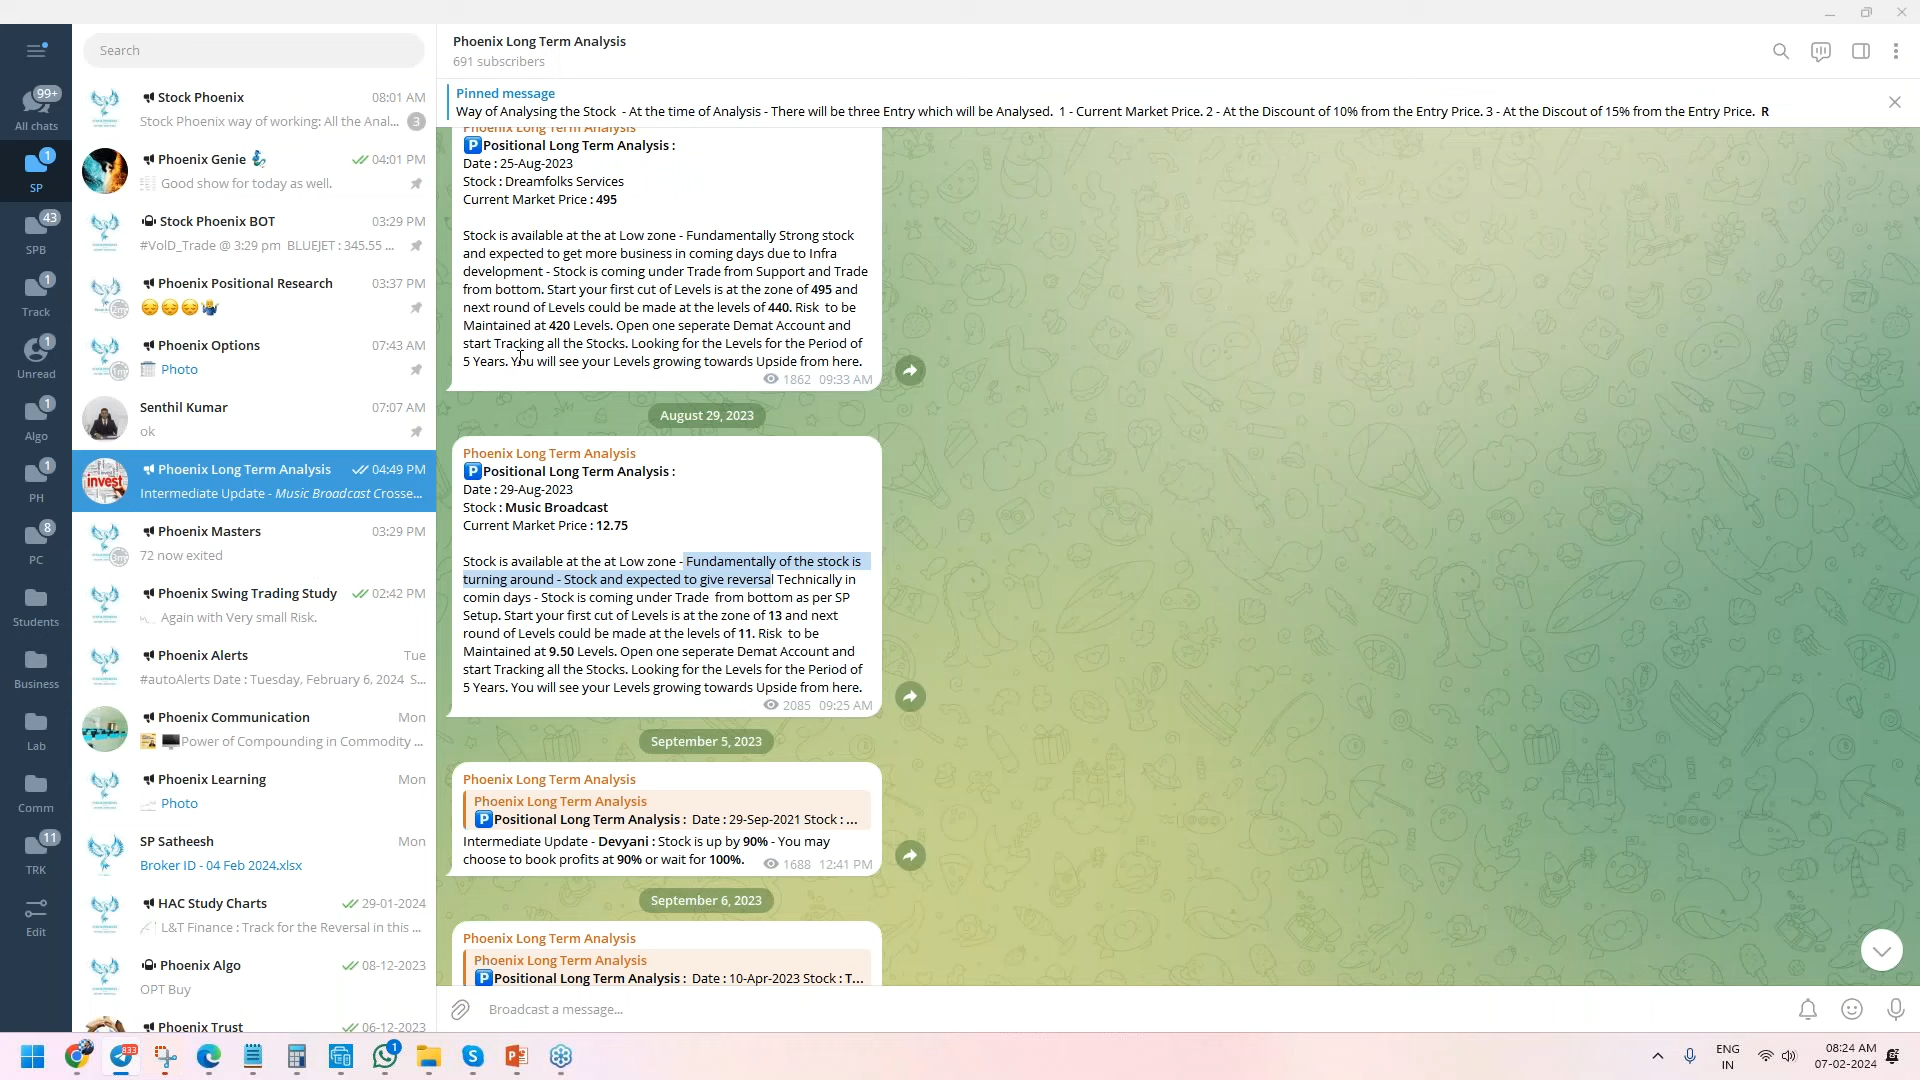 Search
99+
All chats
1
SP
43
SPB
1
Track
1
Unread
1
Algo
1
PH
8
PC
Students
Business
Lab
Comm
11
TRK
Edit
Stock Phoenix 08:01 AM
Stock Phoenix way of working: All the Anal... 3
Phoenix Genie 04:01 PM
Good show for today as well.
Stock Phoenix BOT 03:29 PM
#VolD_Trade @ 3:29 pm BLUEJET : 345.55 ...
Phoenix Positional Research 03:37 PM
Phoenix Options 07:43 AM
Photo
Senthil Kumar 07:07 AM
ok
Phoenix Long Term Analysis 04:49 PM
Intermediate Update - Music Broadcast Crosse...
Phoenix Masters 03:29 PM
72 now exited
Phoenix Swing Trading Study 02:42 PM
Again with Very small Risk.
Phoenix Alerts Tue
#autoAlerts Date : Tuesday, February 6, 2024 S...
Phoenix Communication Mon
Power of Compounding in Commodity ...
Phoenix Learning Mon
Photo
SP Satheesh Mon
Broker ID - 04 Feb 2024.xlsx
HAC Study Charts 29-01-2024
L&T Finance : Track for the Reversal in this ...
Phoenix Algo 08-12-2023
OPT Buy
Phoenix Trust 06-12-2023
Phoenix Long Term Analysis
691 subscribers
Pinned message
Way of Analysing the Stock - At the time of Analysis - There will be three Entry which will be Analysed. 1 - Current Market Price. 2 - At the Discount of 10% from the Entry Price. 3 - At the Discout of 15% from the Entry Price. R
Phoenix Long Term Analysis
P Positional Long Term Analysis :
Date : 25-Aug-2023
Stock : Dreamfolks Services
Current Market Price : 495
Stock is available at the at Low zone - Fundamentally Strong stock
and expected to get more business in coming days due to Infra
development - Stock is coming under Trade from Support and Trade
from bottom. Start your first cut of Levels is at the zone of 495 and
next round of Levels could be made at the levels of 440. Risk to be
Maintained at 420 Levels. Open one seperate Demat Account and
start Tracking all the Stocks. Looking for the Levels for the Period of
5 Years. You will see your Levels growing towards Upside from here.
1862 09:33 AM
August 29, 2023
Phoenix Long Term Analysis
P Positional Long Term Analysis :
Date : 29-Aug-2023
Stock : Music Broadcast
Current Market Price : 12.75
Stock is available at the at Low zone - Fundamentally of the stock is
turning around - Stock and expected to give reversal Technically in
comin days - Stock is coming under Trade from bottom as per SP
Setup. Start your first cut of Levels is at the zone of 13 and next
round of Levels could be made at the levels of 11. Risk to be
Maintained at 9.50 Levels. Open one seperate Demat Account and
start Tracking all the Stocks. Looking for the Levels for the Period of
5 Years. You will see your Levels growing towards Upside from here.
2085 09:25 AM
September 5, 2023
Phoenix Long Term Analysis
Phoenix Long Term Analysis
P Positional Long Term Analysis : Date : 29-Sep-2021 Stock : ...
Intermediate Update - Devyani : Stock is up by 90% - You may
choose to book profits at 90% or wait for 100%. 1688 12:41 PM
September 6, 2023
Phoenix Long Term Analysis
Phoenix Long Term Analysis
P Positional Long Term Analysis : Date : 10-Apr-2023 Stock : T...
Broadcast a message...
833
1
ENG
IN
08:24 AM
07-02-2024